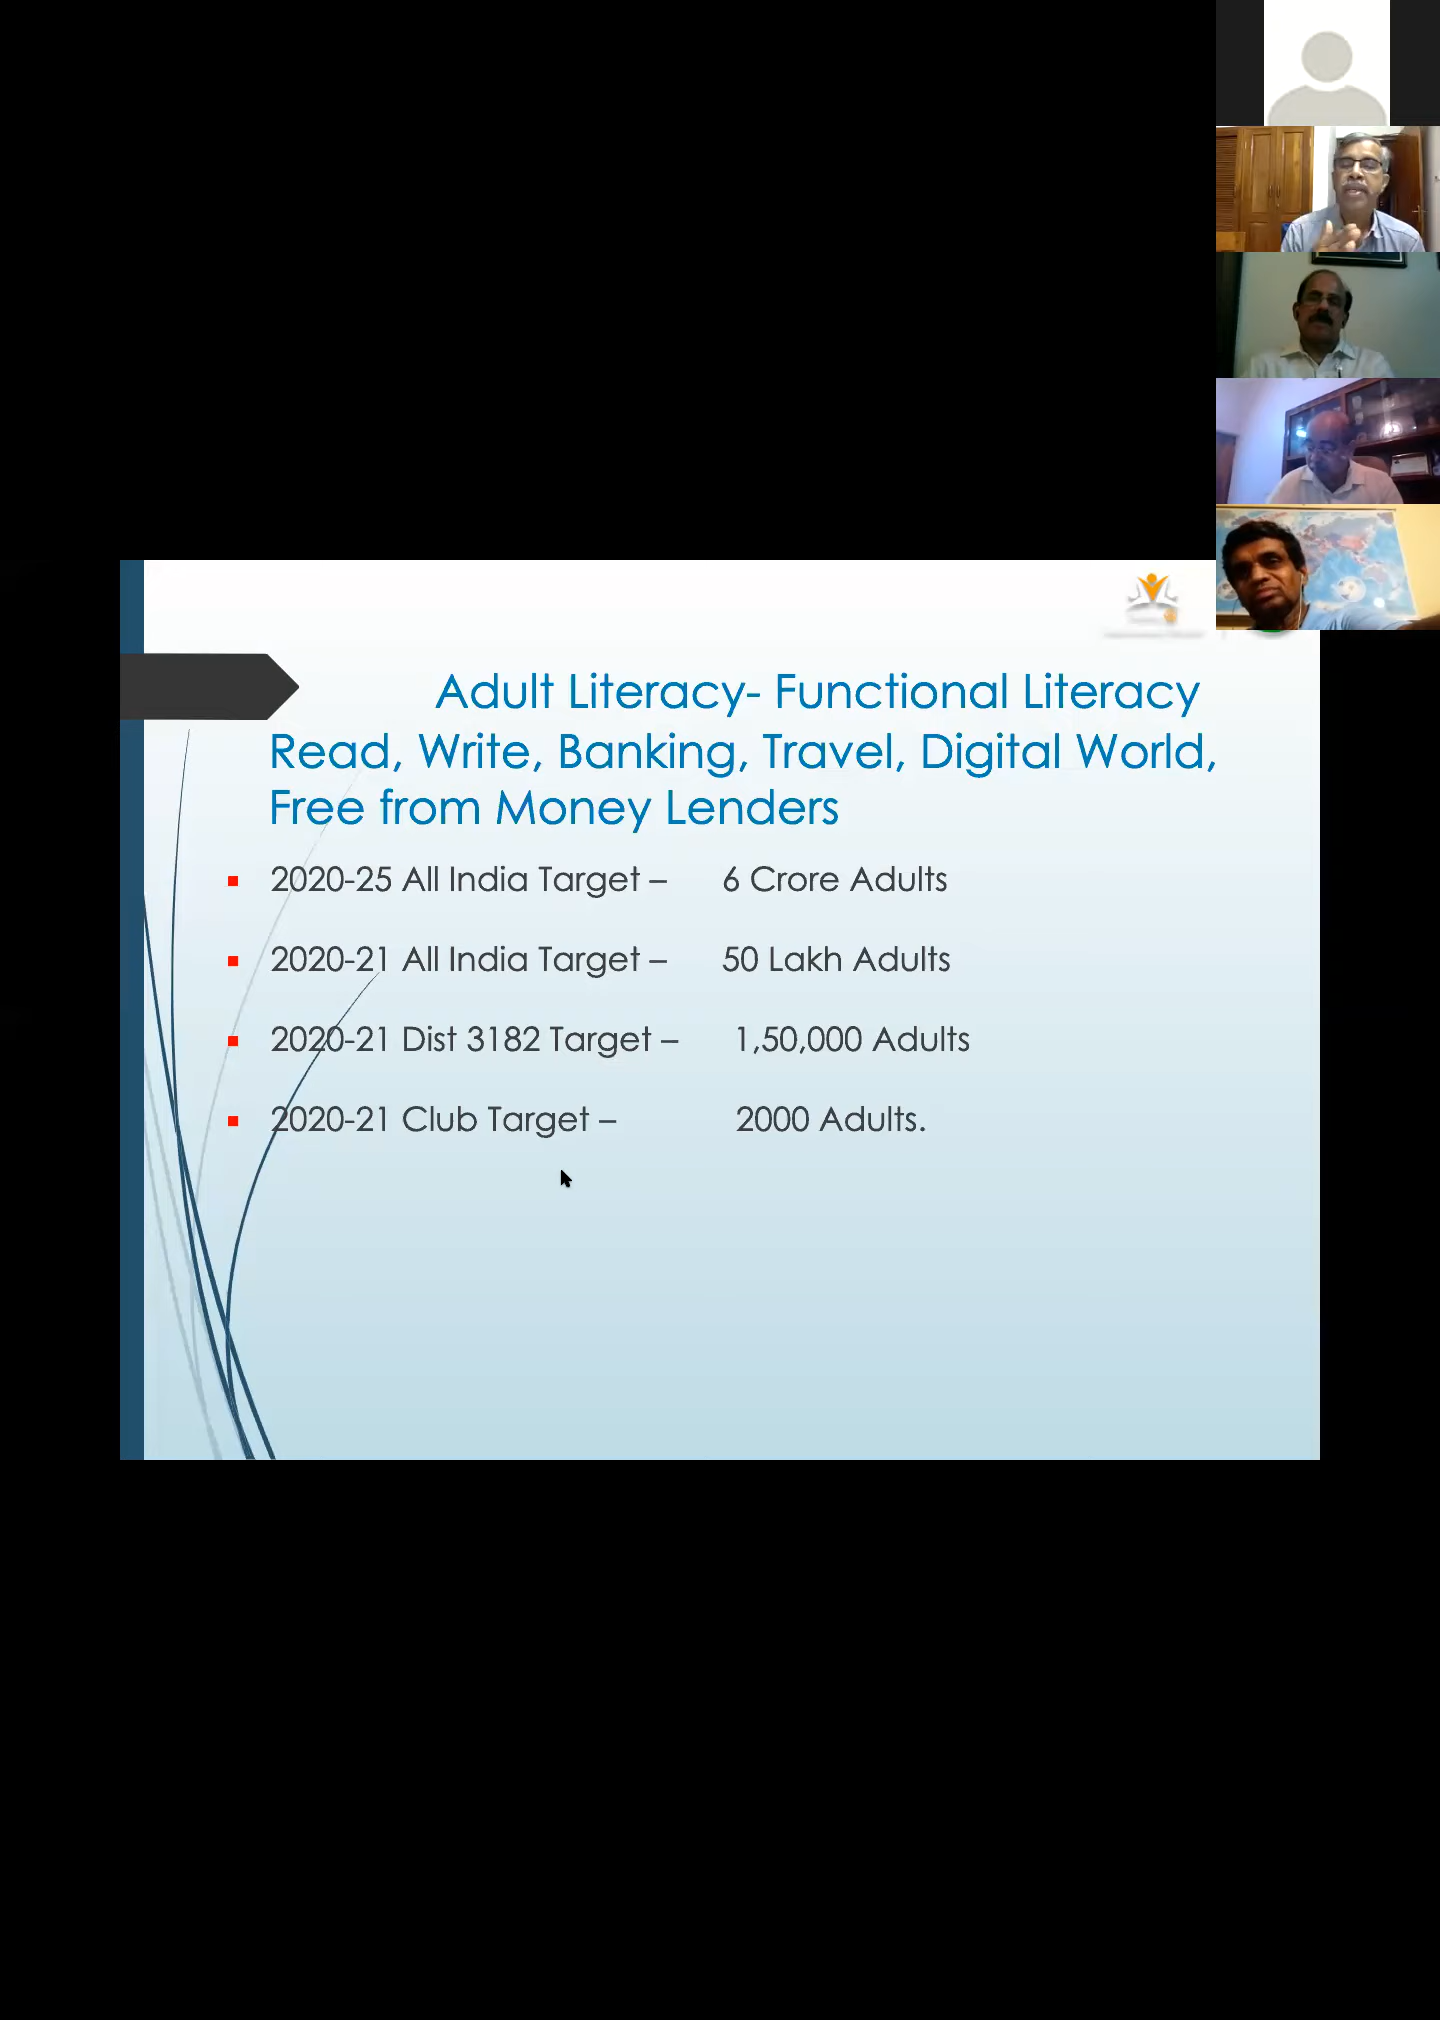 Adult Literacy- Functional Literacy
Read, Write, Banking, Travel, Digital World,
Free from Money Lenders
2020-25 All India Target – 6 Crore Adults
2020-21 All India Target – 50 Lakh Adults
2020-21 Dist 3182 Target – 1,50,000 Adults
2020-21 Club Target – 2000 Adults.